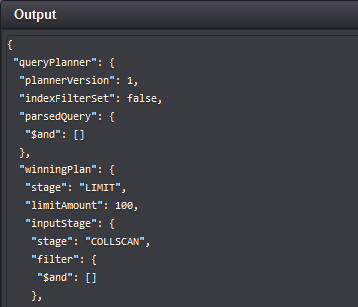 Output
{
"queryPlanner": {
"plannerVersion": 1,
"indexFilterSet": false,
"parsedQuery": {
"$and": []
},
"winningPlan": {
"stage": "LIMIT",
"limitAmount": 100,
"inputStage": {
"stage": "COLLSCAN",
"filter": {
"$and": []
},